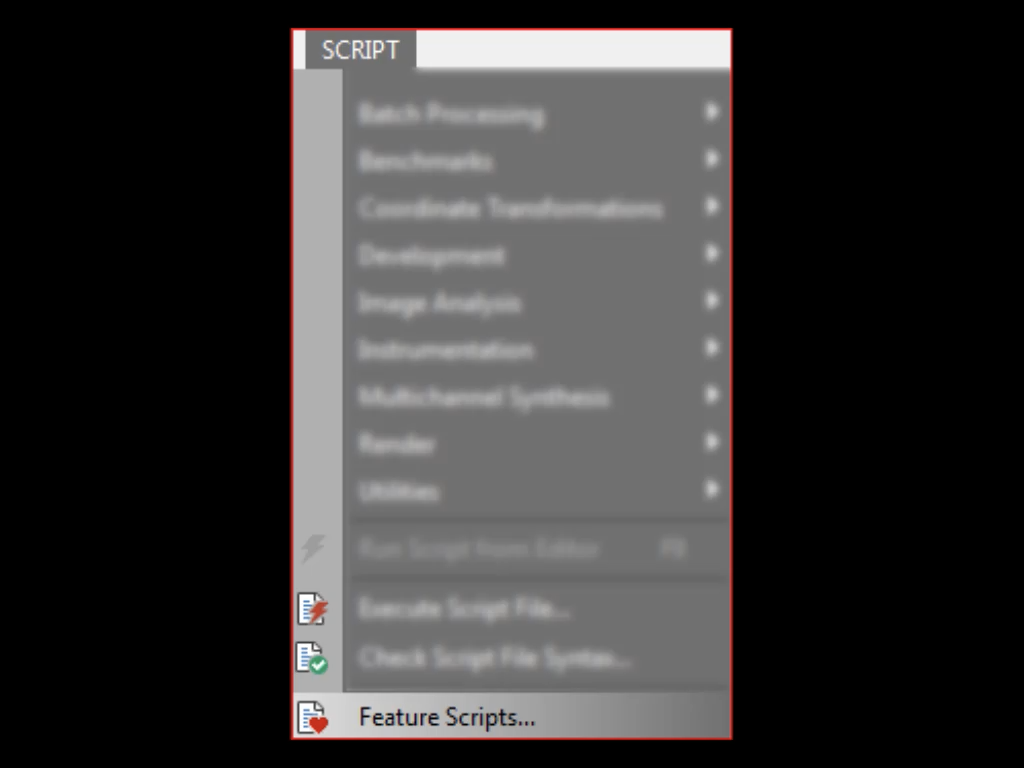 SCRIPT
Batch Processing
Benchmarks
Coordinate Transformations
Development
Image Analysis
Instrumentation
Multichannel Synthesis
Render
Utilities
Run Script from Editor
Execute Script File...
Check Script File Syntax...
Feature Scripts...